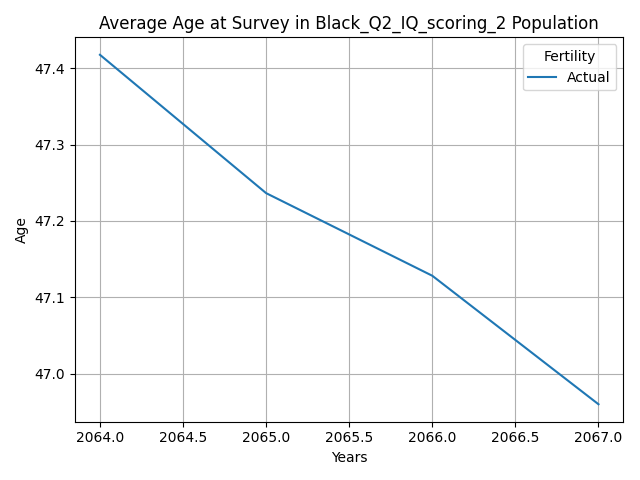 Average Age at Survey in Black_Q2_IQ_scoring_2 Population
Fertility
Actual
47.4
47.3
47.2
47.1
47.0
Age
2064.0 2064.5 2065.0 2065.5 2066.0 2066.5 2067.0
Years